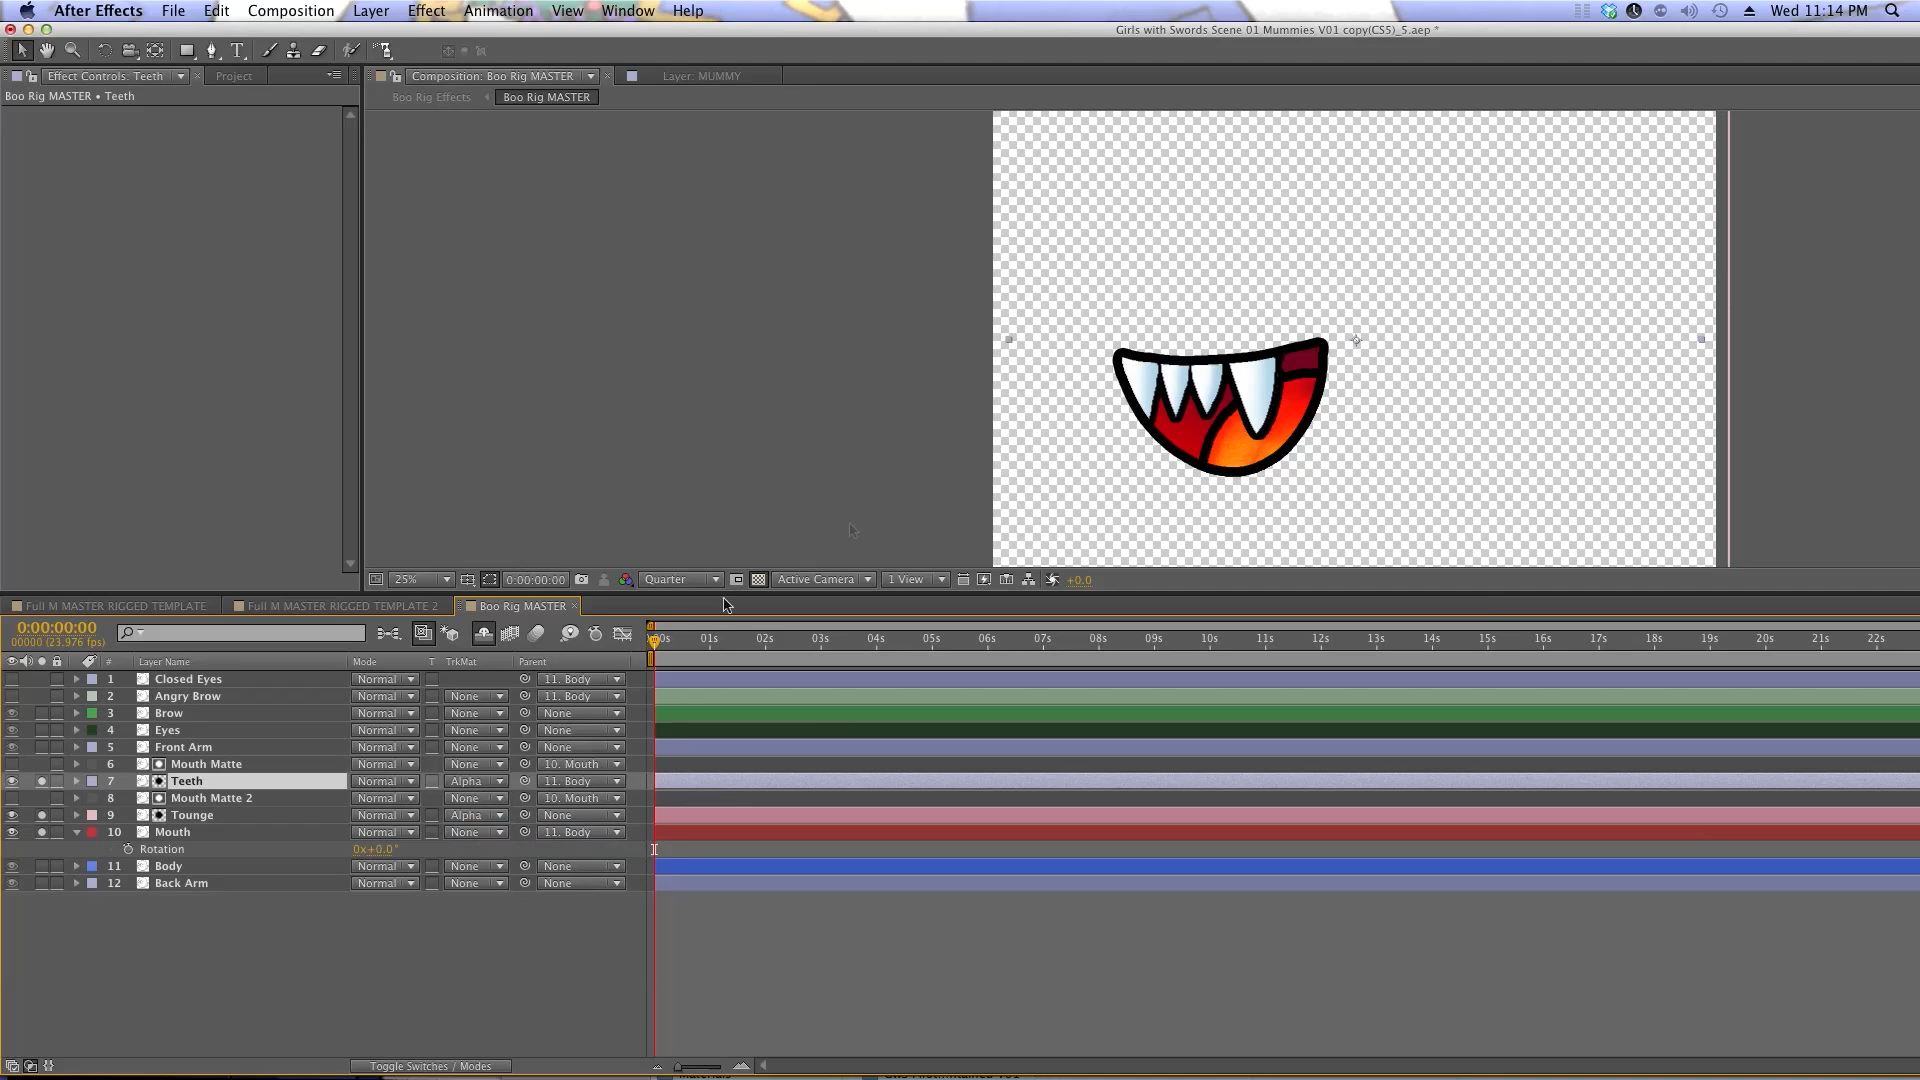 After Effects File Edit Composition Layer Effect Animation View Window Help Wed 11:14 PM
Girls with Swords Scene 01 Mummies V01 copy(CS5)_5.aep *
Effect Controls: Teeth Project Composition: Boo Rig MASTER Layer: MUMMY
Boo Rig MASTER • Teeth Boo Rig Effects Boo Rig MASTER
25% 0:00:00:00 Quarter Active Camera 1 View +0.0
Full M MASTER RIGGED TEMPLATE Full M MASTER RIGGED TEMPLATE 2 Boo Rig MASTER
0:00:00:00
00000 (23.976 fps) 01s 02s 03s 04s 05s 06s 07s 08s 09s 10s 11s 12s 13s 14s 15s 16s 17s 18s 19s 20s 21s 22s
# Layer Name Mode T TrkMat Parent
1 Closed Eyes Normal 11. Body
2 Angry Brow Normal None 11. Body
3 Brow Normal None None
4 Eyes Normal None None
5 Front Arm Normal None None
6 Mouth Matte Normal None 10. Mouth
7 Teeth Normal Alpha 11. Body
8 Mouth Matte 2 Normal None 10. Mouth
9 Tounge Normal Alpha None
10 Mouth Normal None 11. Body
Rotation 0x+0.0°
11 Body Normal None None
12 Back Arm Normal None None
Toggle Switches / Modes